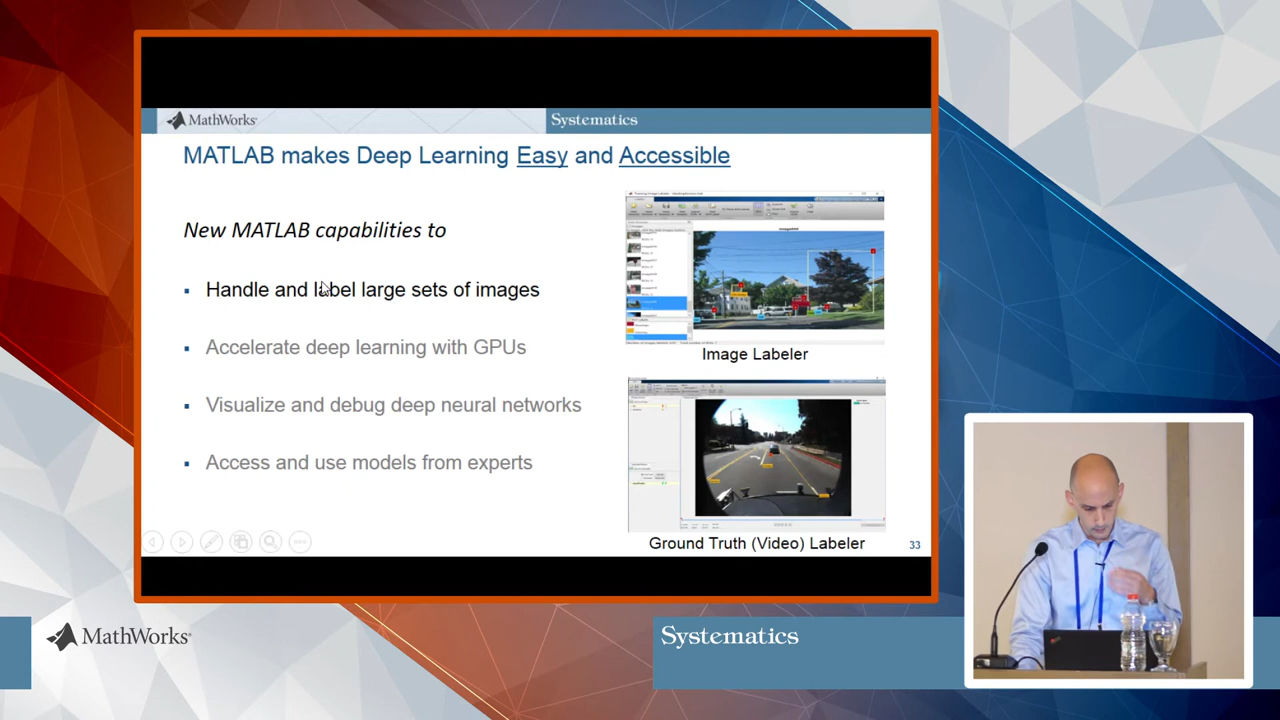 MathWorks®
Systematics
MATLAB makes Deep Learning Easy and Accessible
New MATLAB capabilities to
▪ Handle and label large sets of images
▪ Accelerate deep learning with GPUs
▪ Visualize and debug deep neural networks
▪ Access and use models from experts
Image Labeler
Ground Truth (Video) Labeler
33
MathWorks®
Systematics